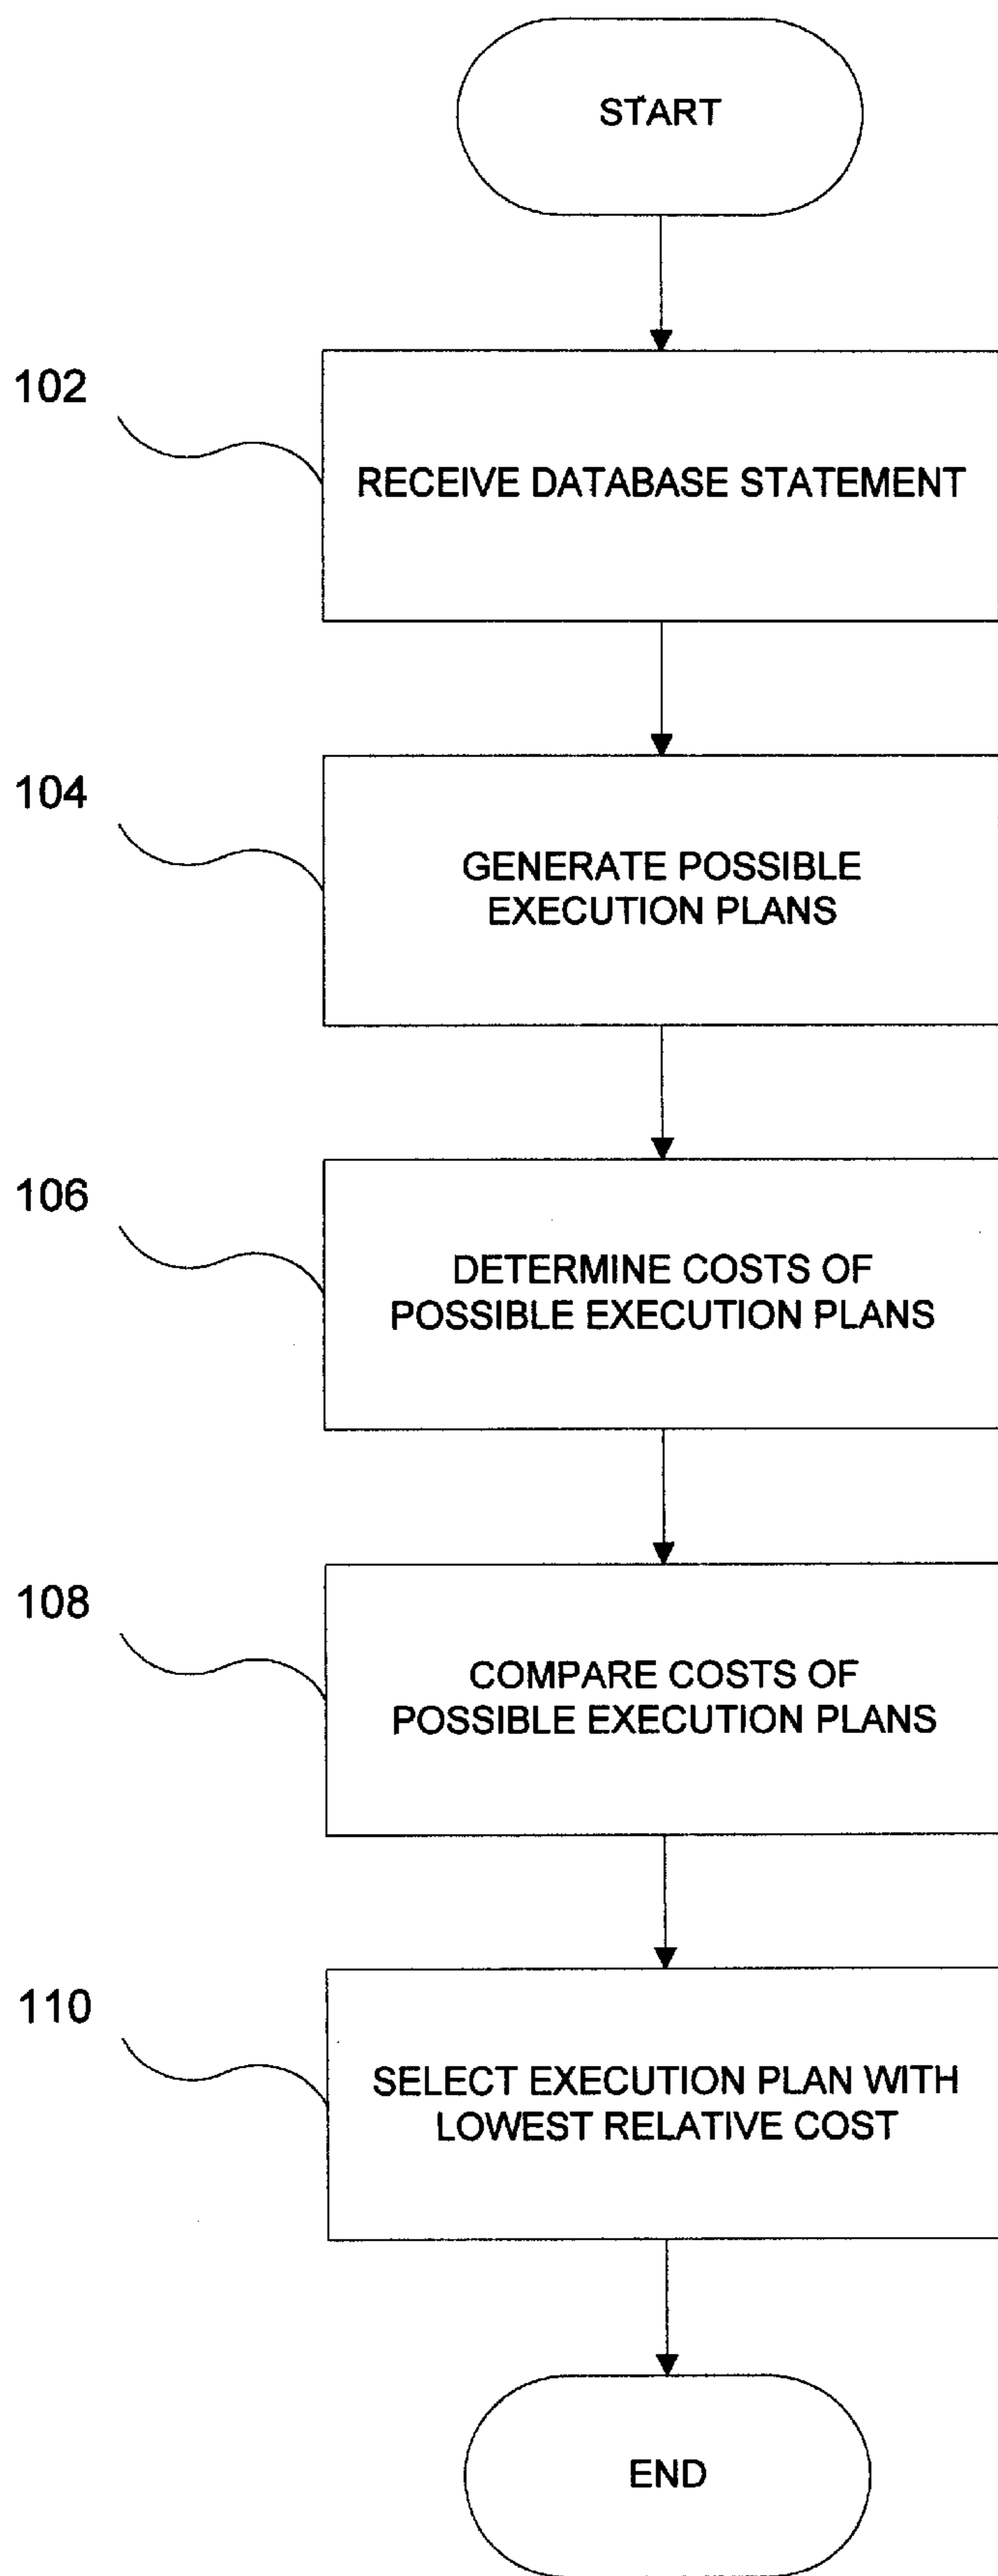 START
102
RECEIVE DATABASE STATEMENT
104
GENERATE POSSIBLE
EXECUTION PLANS
106
DETERMINE COSTS OF
POSSIBLE EXECUTION PLANS
108
COMPARE COSTS OF
POSSIBLE EXECUTION PLANS
110
SELECT EXECUTION PLAN WITH
LOWEST RELATIVE COST
END